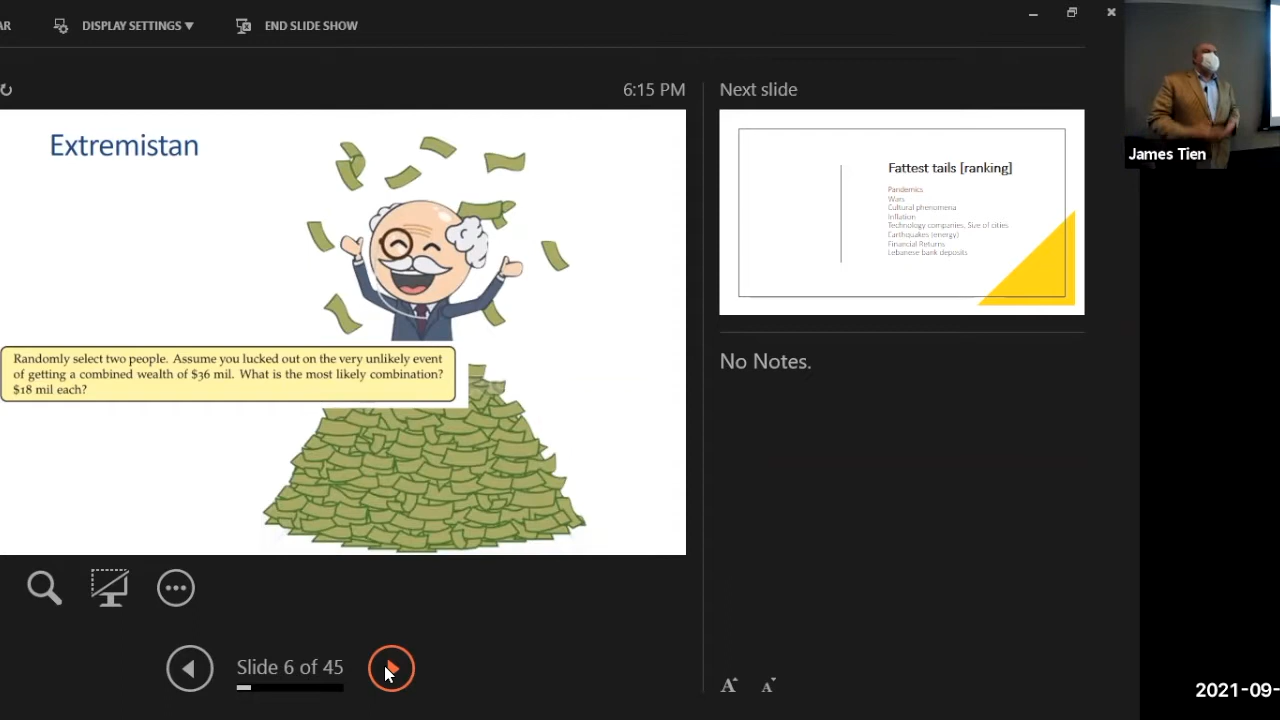 AR
DISPLAY SETTINGS
END SLIDE SHOW
6:15 PM
Next slide
Extremistan
Randomly select two people. Assume you lucked out on the very unlikely event
of getting a combined wealth of $36 mil. What is the most likely combination?
$18 mil each?
Fattest tails [ranking]
Pandemics
Wars
Cultural phenomena
Inflation
Technology companies, Size of cities
Earthquakes (energy)
Financial Returns
Lebanese bank deposits
James Tien
No Notes.
Slide 6 of 45
A A
2021-09-